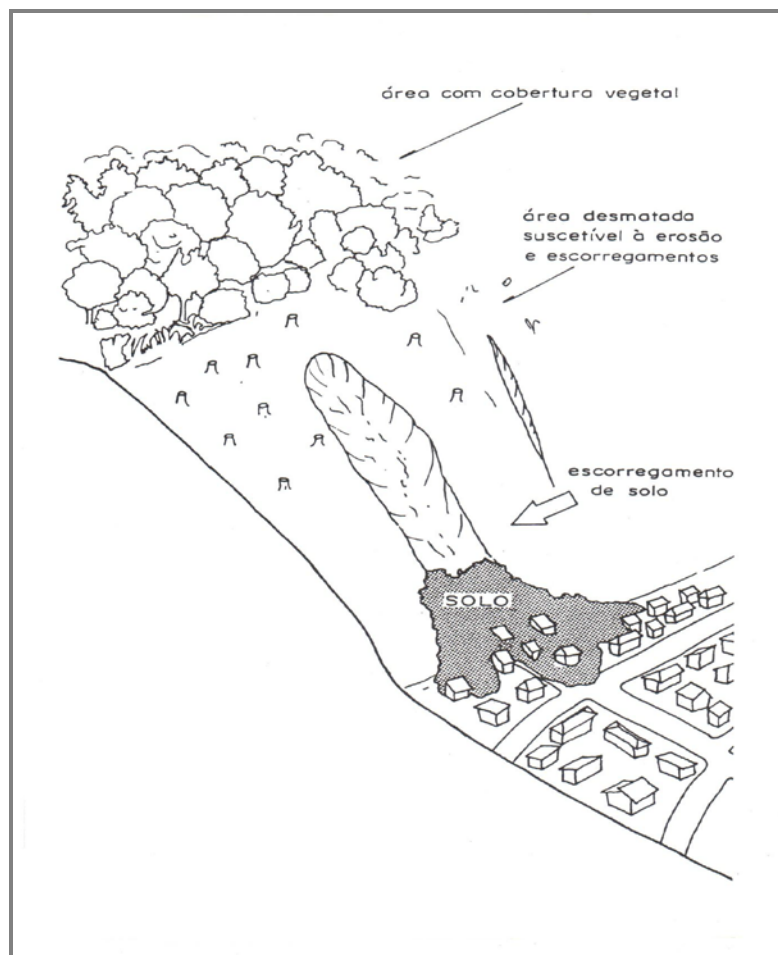 área com cobertura vegetal
área desmatada
suscetível à erosão
e escorregamentos
escorregamento
de solo
SOLO